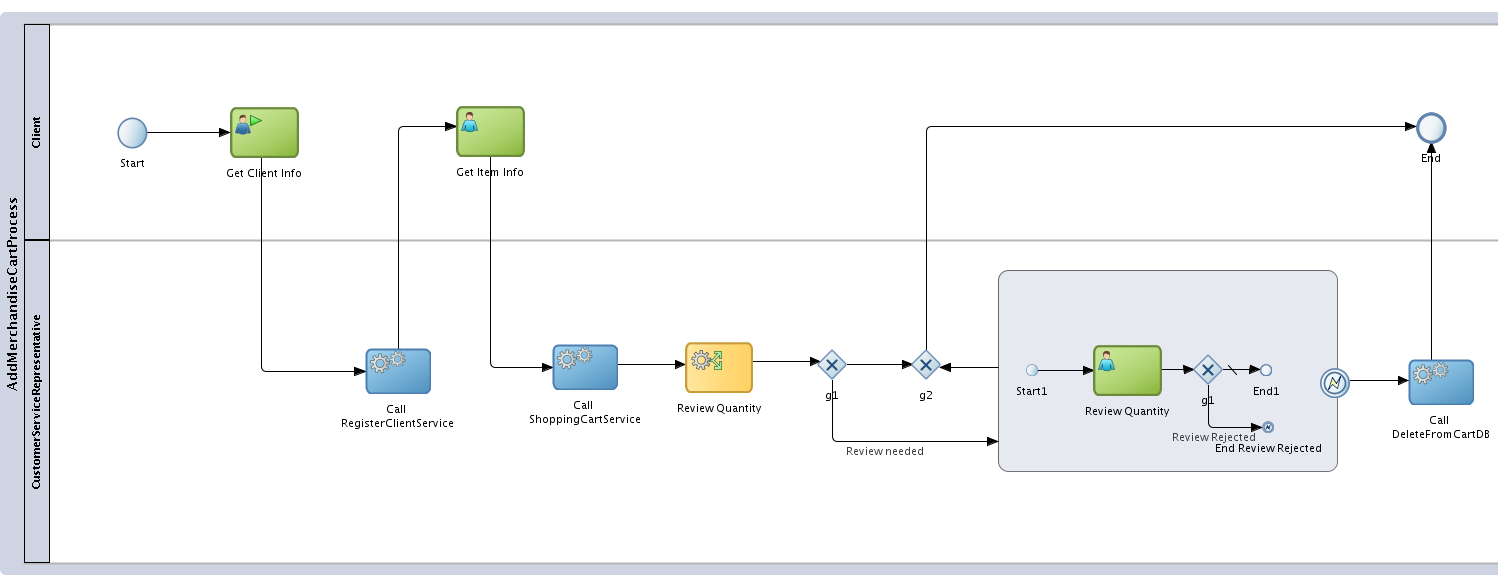 AddMerchandiseCartProcess
Client
Start
Get Client Info
Get Item Info
End
CustomerServiceRepresentative
Call
RegisterClientService
Call
ShoppingCartService
Review Quantity
g1
Review needed
g2
Start1
Review Quantity
g1
End1
Review Rejected
End Review Rejected
Call
DeleteFromCartDB